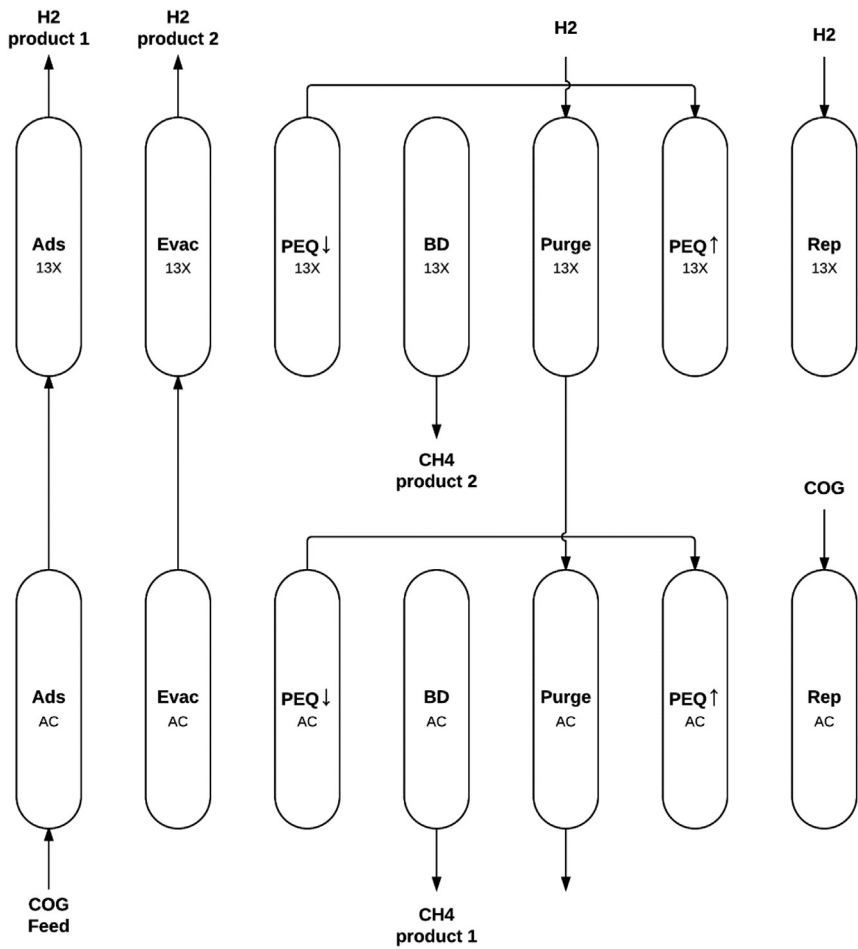 H2
product 1
H2
product 2
H2
H2
Ads
13X
Evac
13X
PEQ↓
13X
BD
13X
Purge
13X
PEQ↑
13X
Rep
13X
CH4
product 2
COG
Ads
AC
Evac
AC
PEQ↓
AC
BD
AC
Purge
AC
PEQ↑
AC
Rep
AC
COG
Feed
CH4
product 1